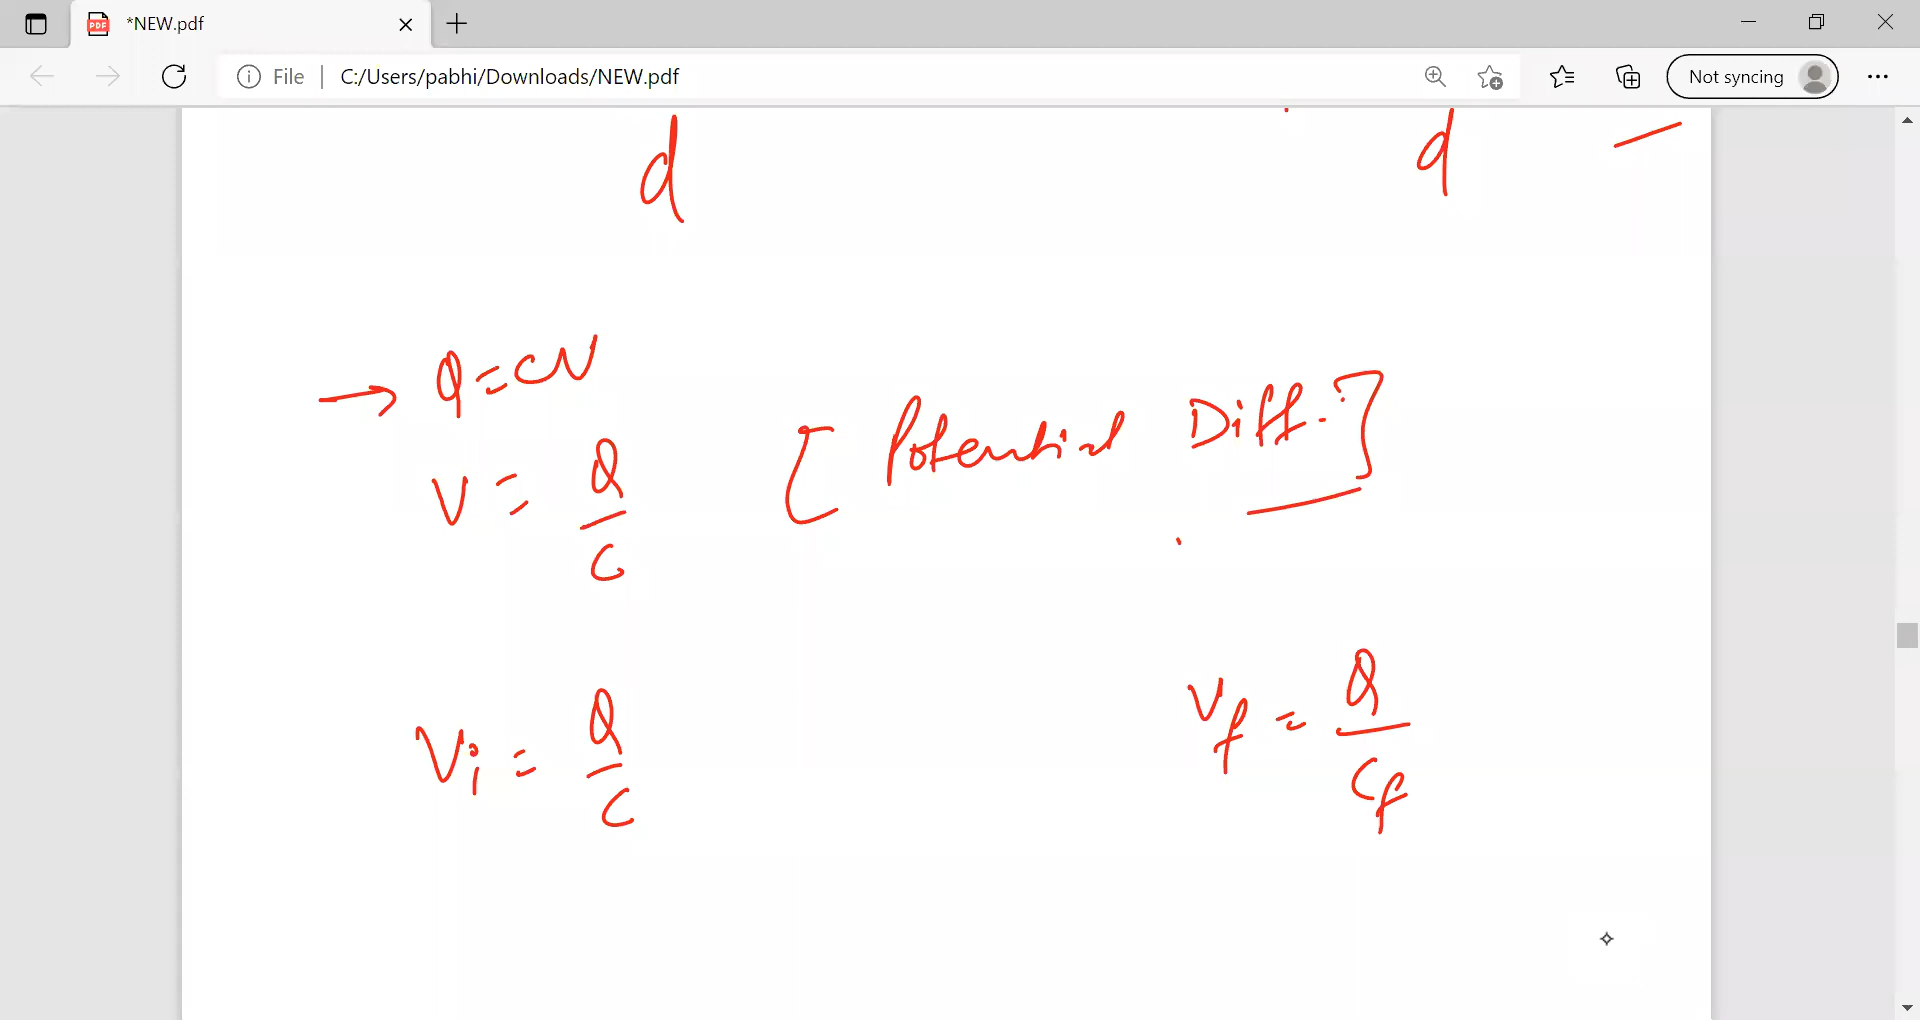 *NEW.pdf
File | C:/Users/pabhi/Downloads/NEW.pdf
Not syncing
d d
→ Q = CV
V = Q/C [Potential Diff.]
Vi = Q/C Vf = Q/Cf